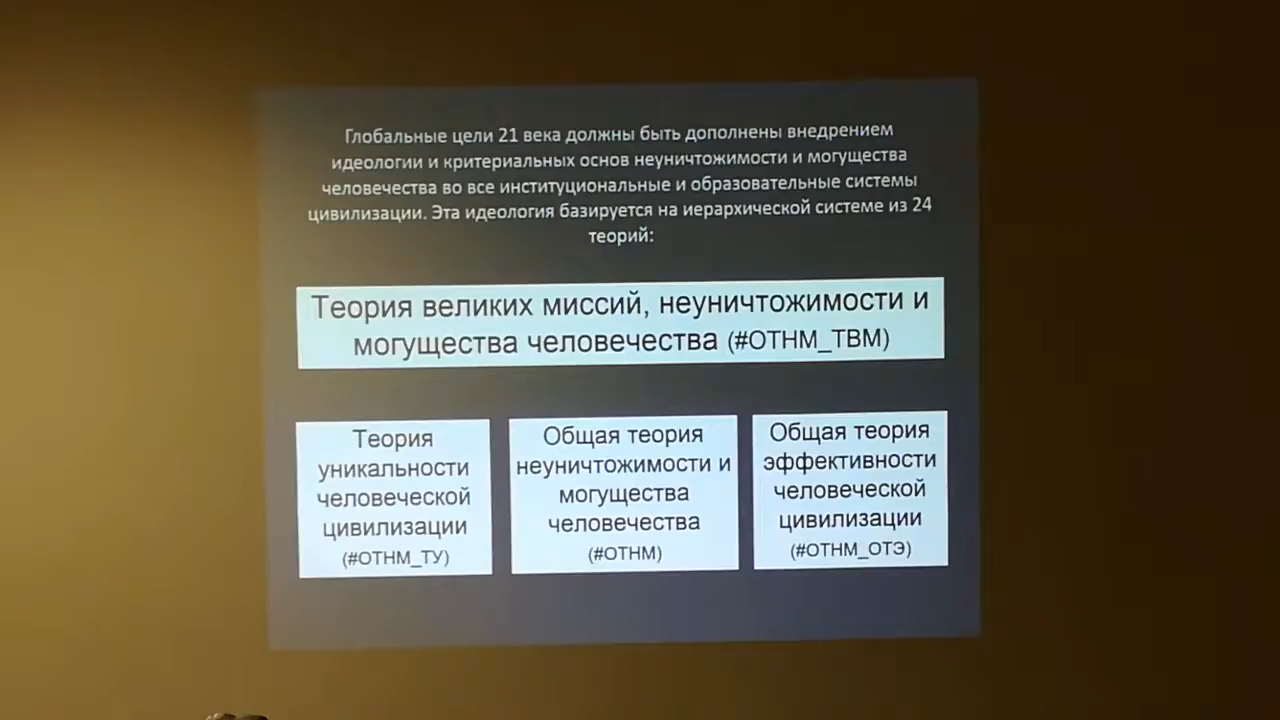 Глобальные цели 21 века должны быть дополнены внедрением
идеологии и критериальных основ неуничтожимости и могущества
человечества во все институциональные и образовательные системы
цивилизации. Эта идеология базируется на иерархической системе из 24
теорий:
Теория великих миссий, неуничтожимости и
могущества человечества (#ОТНМ_ТВМ)
Теория
уникальности
человеческой
цивилизации
(#ОТНМ_ТУ)
Общая теория
неуничтожимости и
могущества
человечества
(#ОТНМ)
Общая теория
эффективности
человеческой
цивилизации
(#ОТНМ_ОТЭ)